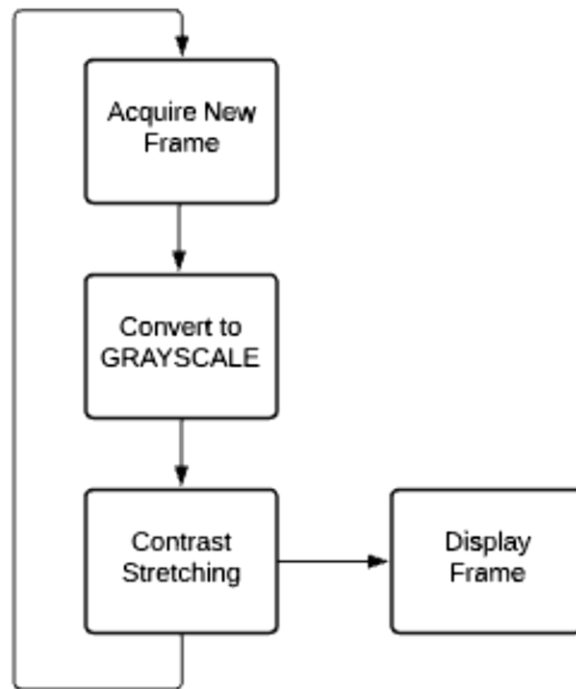 Acquire New
Frame
Convert to
GRAYSCALE
Contrast
Stretching
Display
Frame